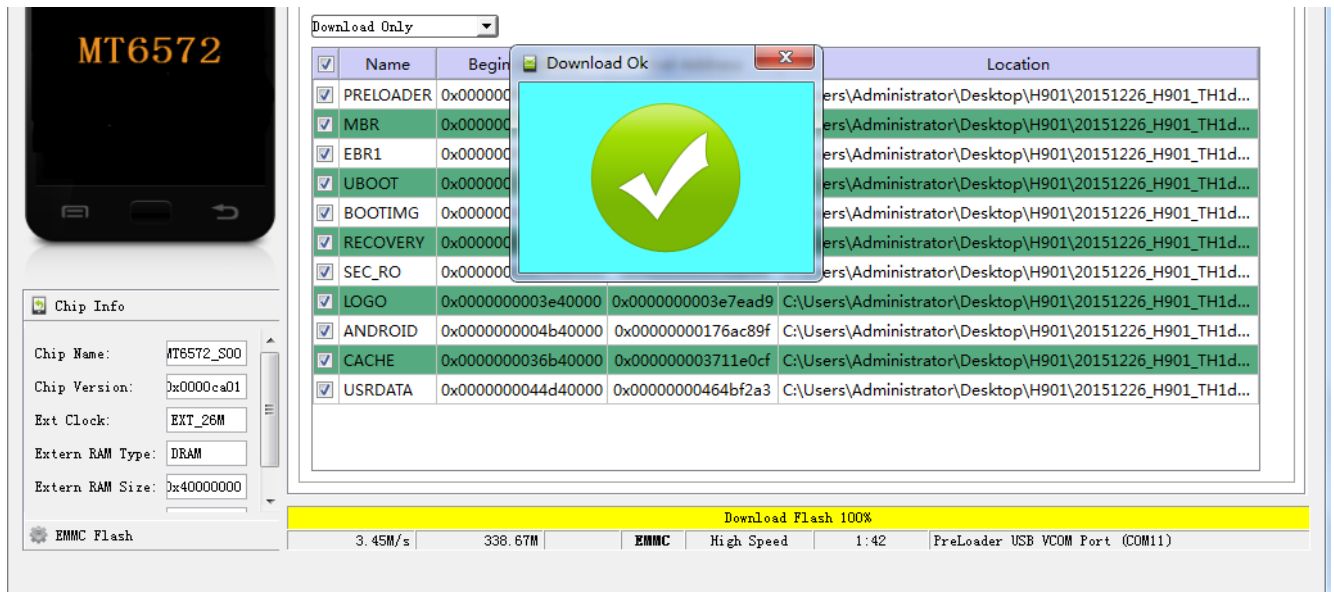 MT6572
Download Only
Name Begin Location
Download Ok
PRELOADER 0x000000 ers\Administrator\Desktop\H901\20151226_H901_TH1d...
MBR 0x000000 ers\Administrator\Desktop\H901\20151226_H901_TH1d...
EBR1 0x000000 ers\Administrator\Desktop\H901\20151226_H901_TH1d...
UBOOT 0x000000 ers\Administrator\Desktop\H901\20151226_H901_TH1d...
BOOTIMG 0x000000 ers\Administrator\Desktop\H901\20151226_H901_TH1d...
RECOVERY 0x000000 ers\Administrator\Desktop\H901\20151226_H901_TH1d...
SEC_RO 0x000000 ers\Administrator\Desktop\H901\20151226_H901_TH1d...
LOGO 0x0000000003e40000 0x0000000003e7ead9 C:\Users\Administrator\Desktop\H901\20151226_H901_TH1d...
ANDROID 0x0000000004b40000 0x00000000176ac89f C:\Users\Administrator\Desktop\H901\20151226_H901_TH1d...
CACHE 0x0000000036b40000 0x000000003711e0cf C:\Users\Administrator\Desktop\H901\20151226_H901_TH1d...
USRDATA 0x0000000044d40000 0x00000000464bf2a3 C:\Users\Administrator\Desktop\H901\20151226_H901_TH1d...
Chip Info
Chip Name: MT6572_S00
Chip Version: 0x0000ca01
Ext Clock: EXT_26M
Extern RAM Type: DRAM
Extern RAM Size: 0x40000000
EMMC Flash
Download Flash 100%
3.45M/s 338.67M EMMC High Speed 1:42 PreLoader USB VCOM Port (COM11)